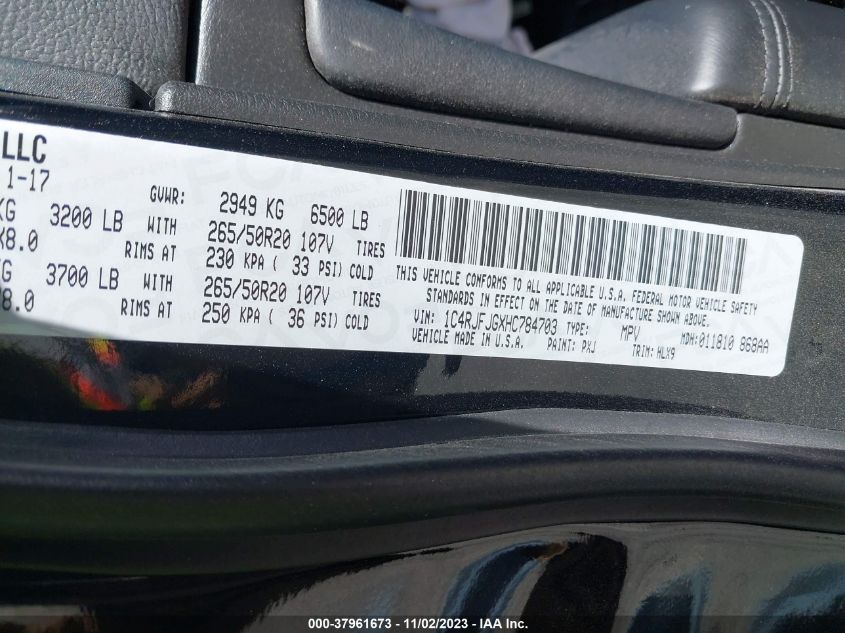 LLC
1-17 GVWR: 2949 KG 6500 LB
KG 3200 LB WITH 265/50R20 107V TIRES
X8.0 RIMS AT 230 KPA ( 33 PSI) COLD
KG 3700 LB WITH 265/50R20 107V TIRES
X8.0 RIMS AT 250 KPA ( 36 PSI) COLD
THIS VEHICLE CONFORMS TO ALL APPLICABLE U.S.A. FEDERAL MOTOR VEHICLE SAFETY
STANDARDS IN EFFECT ON THE DATE OF MANUFACTURE SHOWN ABOVE.
VIN: 1C4RJFJGXHC784703 TYPE: MPV MDH: 011810 868AA
VEHICLE MADE IN U.S.A. PAINT: PXJ TRIM: HLX9
000-37961673 - 11/02/2023 - IAA Inc.